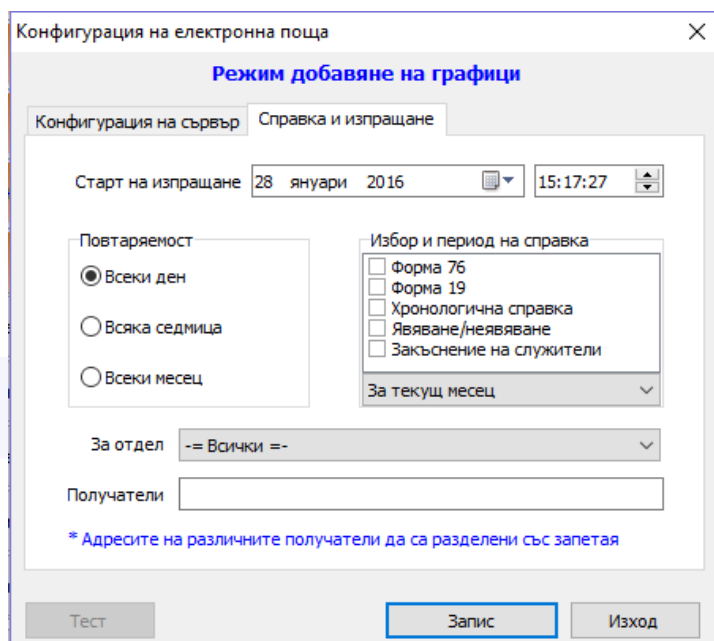 Конфигурация на електронна поща
Режим добавяне на графици
Конфигурация на сървър Справка и изпращане
Старт на изпращане 28 януари 2016 15:17:27
Повтаряемост
Всеки ден
Всяка седмица
Всеки месец
Избор и период на справка
Форма 76
Форма 19
Хронологична справка
Явяване/неявяване
Закъснение на служители
За текущ месец
За отдел -= Всички =-
Получатели
* Адресите на различните получатели да са разделени със запетая
Тест Запис Изход